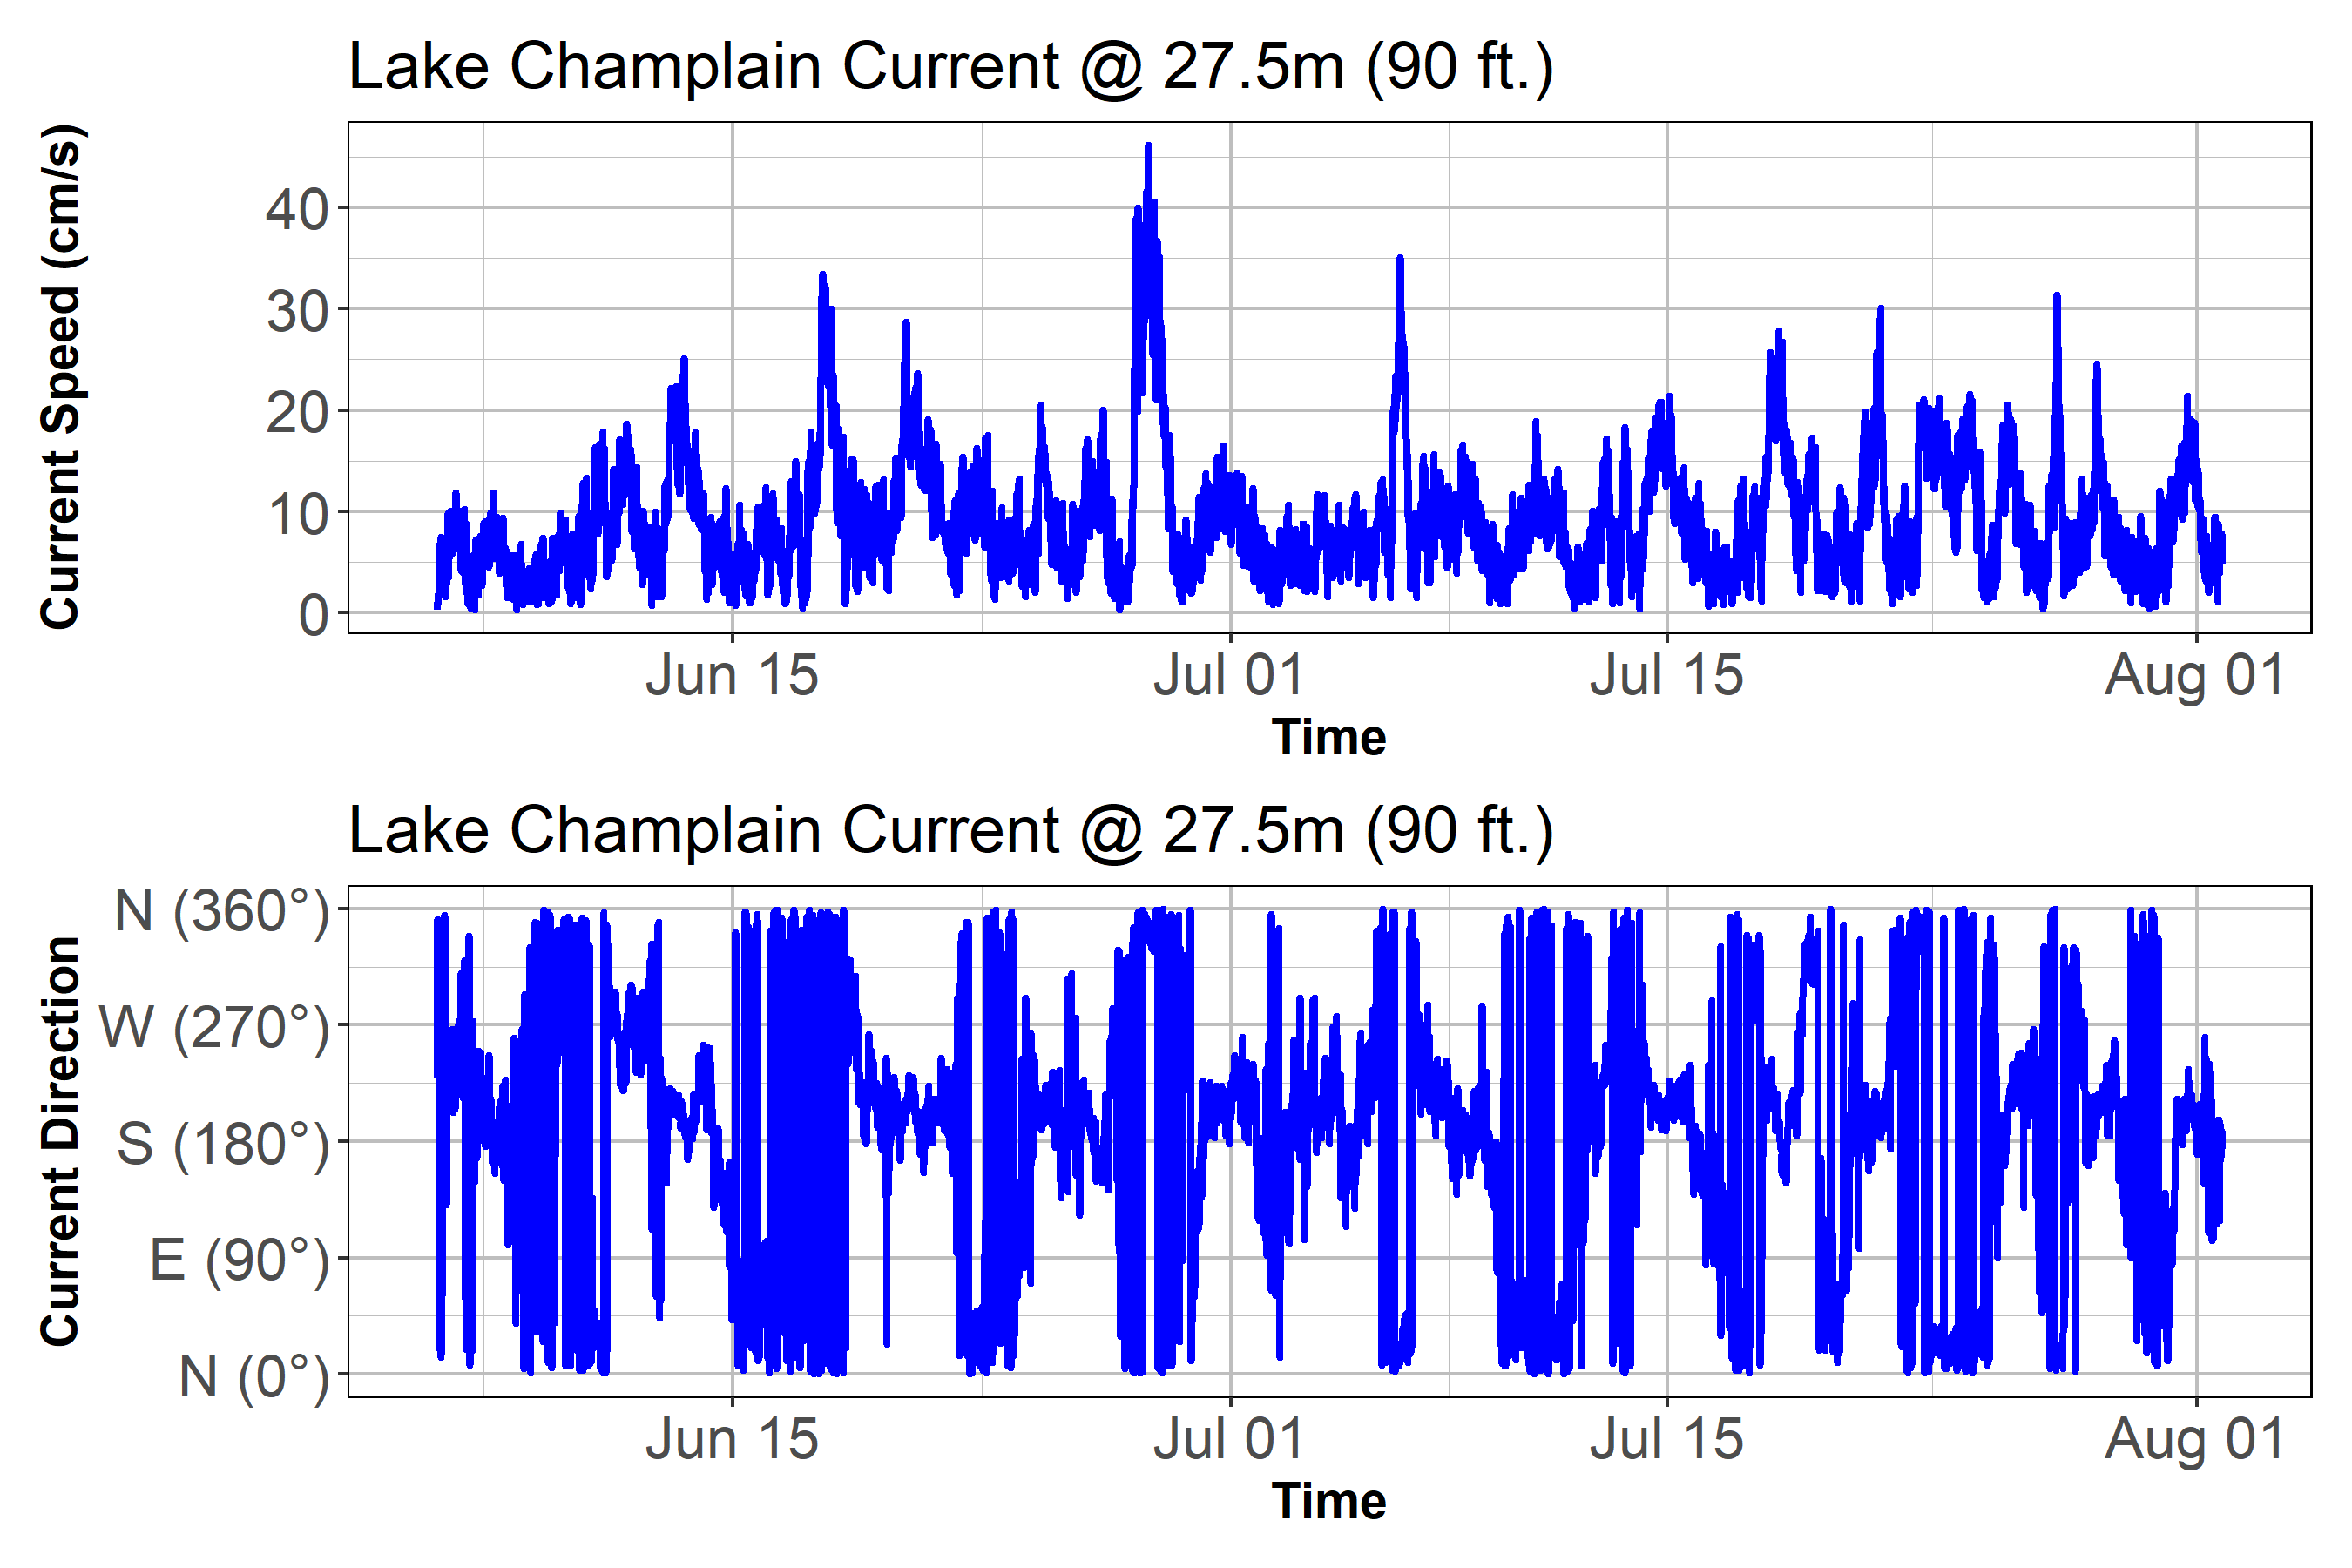 Lake Champlain Current @ 27.5m (90 ft.)
Current Speed (cm/s)
40
30
20
10
0
Jun 15 Jul 01 Jul 15 Aug 01
Time
Lake Champlain Current @ 27.5m (90 ft.)
Current Direction
N (360°)
W (270°)
S (180°)
E (90°)
N (0°)
Jun 15 Jul 01 Jul 15 Aug 01
Time